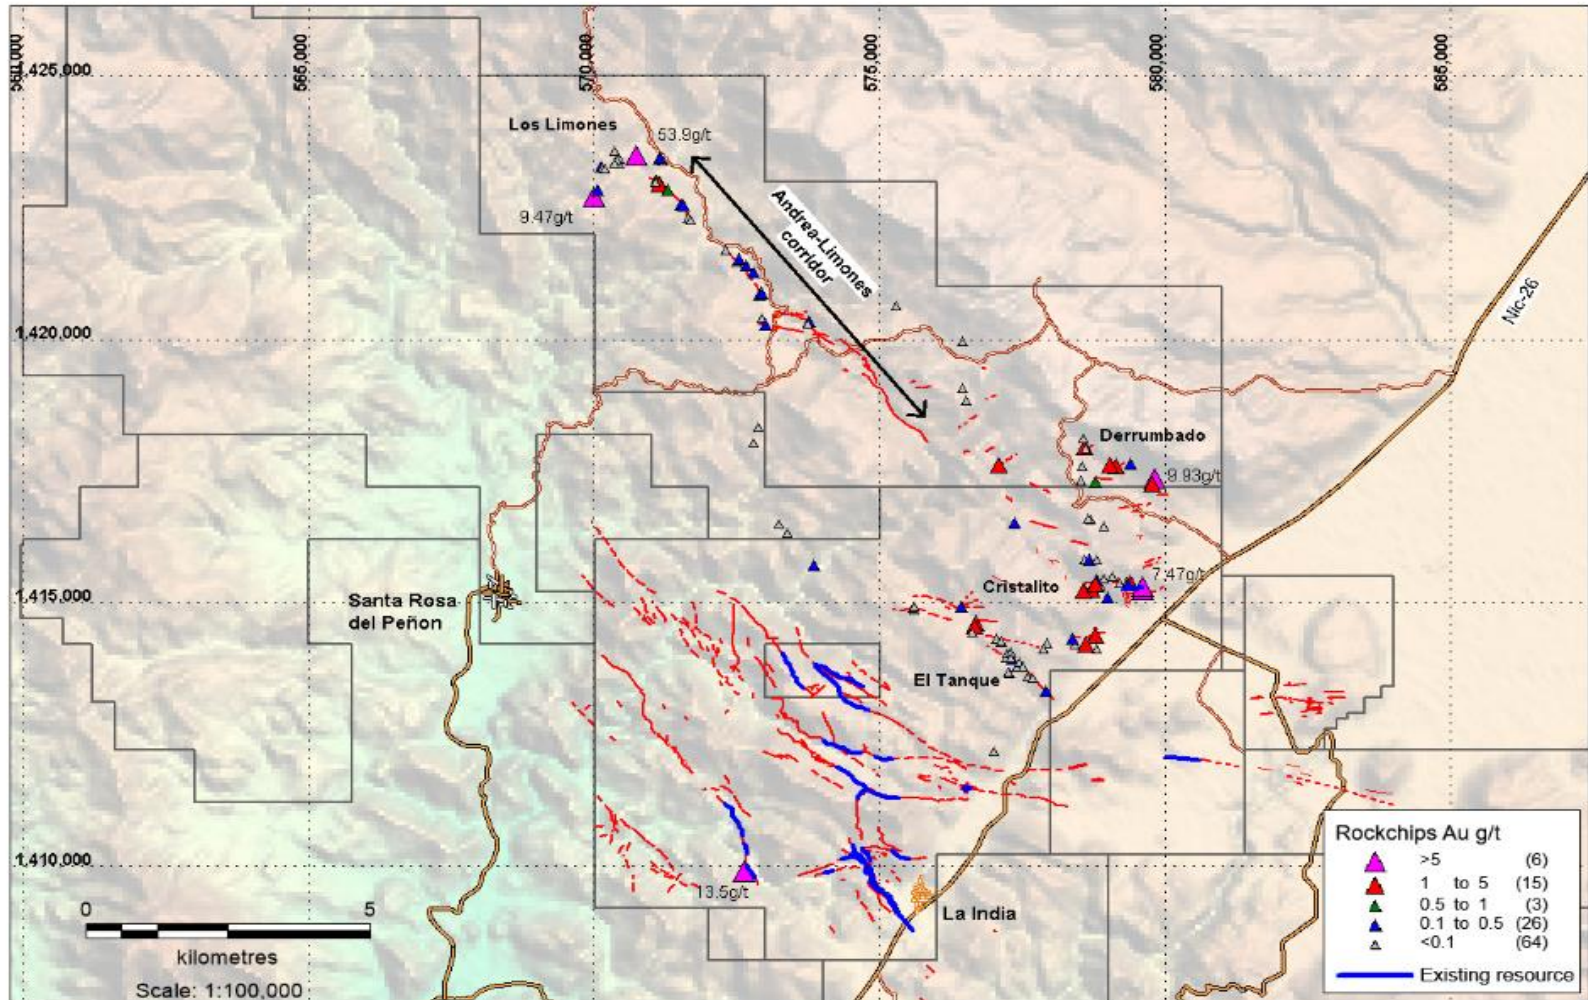 560,000
565,000
570,000
575,000
580,000
585,000
1,425,000
Los Limones
53.9g/t
9.47g/t
Andrea-Limones
corridor
Nic-26
1,420,000
Derrumbado
9.93g/t
Cristalito
7.47g/t
1,415,000
Santa Rosa
del Peñon
El Tanque
1,410,000
13.5g/t
La India
0 5
kilometres
Scale: 1:100,000
Rockchips Au g/t
>5 (6)
1 to 5 (15)
0.5 to 1 (3)
0.1 to 0.5 (26)
<0.1 (64)
Existing resource